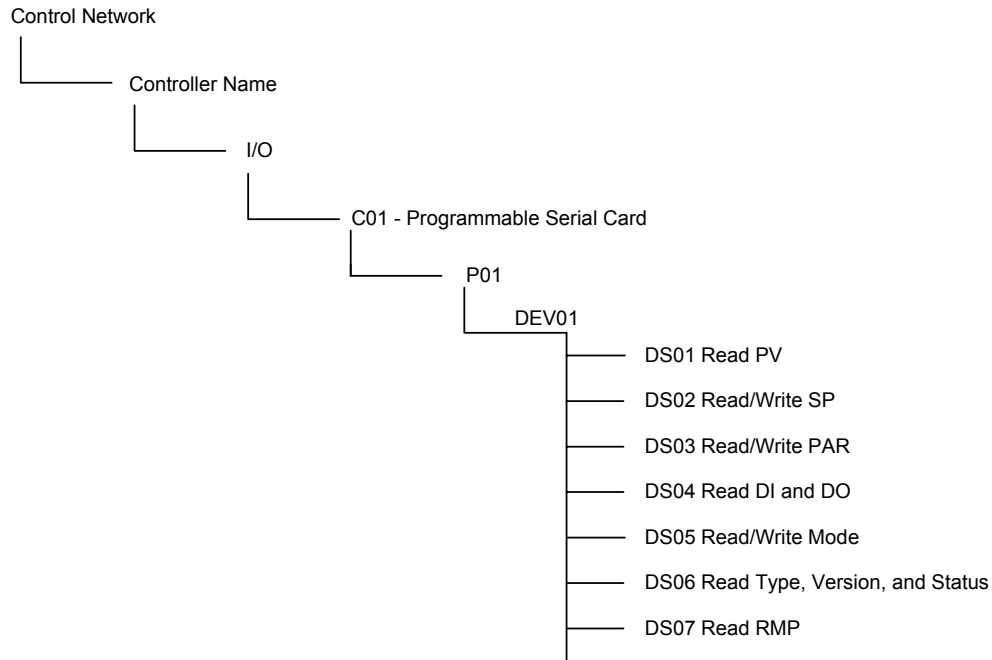 Control Network
Controller Name
I/O
C01 - Programmable Serial Card
P01
DEV01
DS01 Read PV
DS02 Read/Write SP
DS03 Read/Write PAR
DS04 Read DI and DO
DS05 Read/Write Mode
DS06 Read Type, Version, and Status
DS07 Read RMP